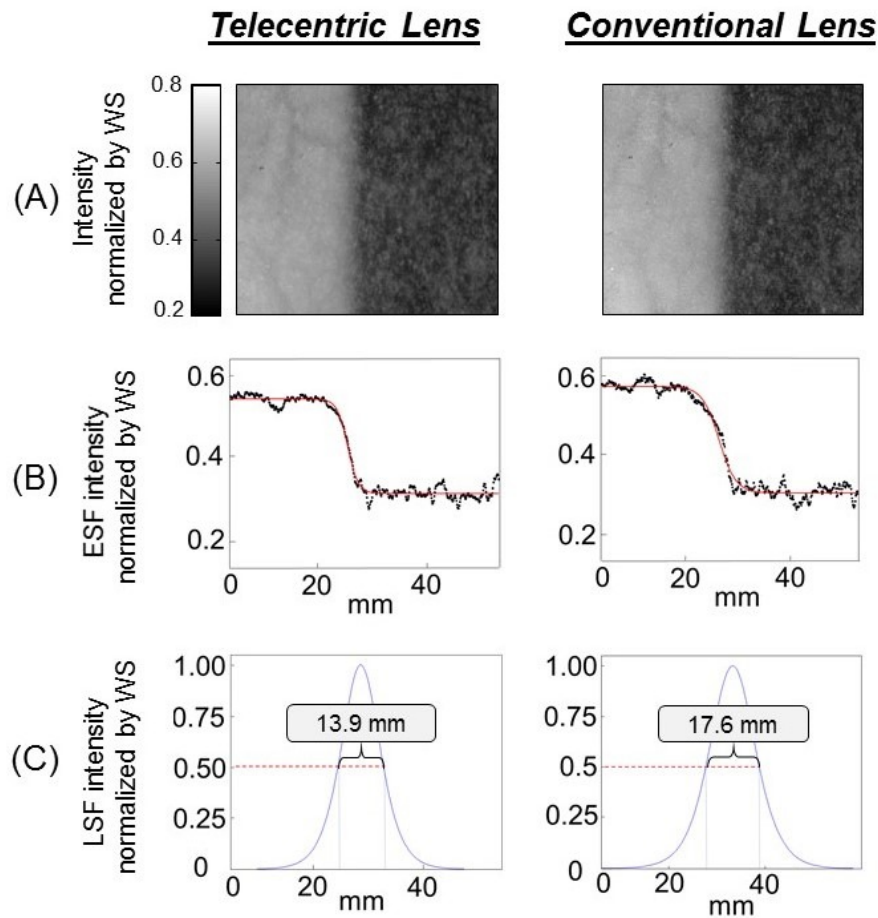 Telecentric Lens
Conventional Lens
(A)
Intensity
normalized by WS
0.8
0.6
0.4
0.2
(B)
ESF intensity
normalized by WS
0.6
0.4
0.2
0
20
40
mm
0.6
0.4
0.2
0
20
40
mm
(C)
LSF intensity
normalized by WS
1.00
0.75
0.50
0.25
0
13.9 mm
0
20
40
mm
1.00
0.75
0.5
0.25
0
17.6 mm
0
20
40
mm